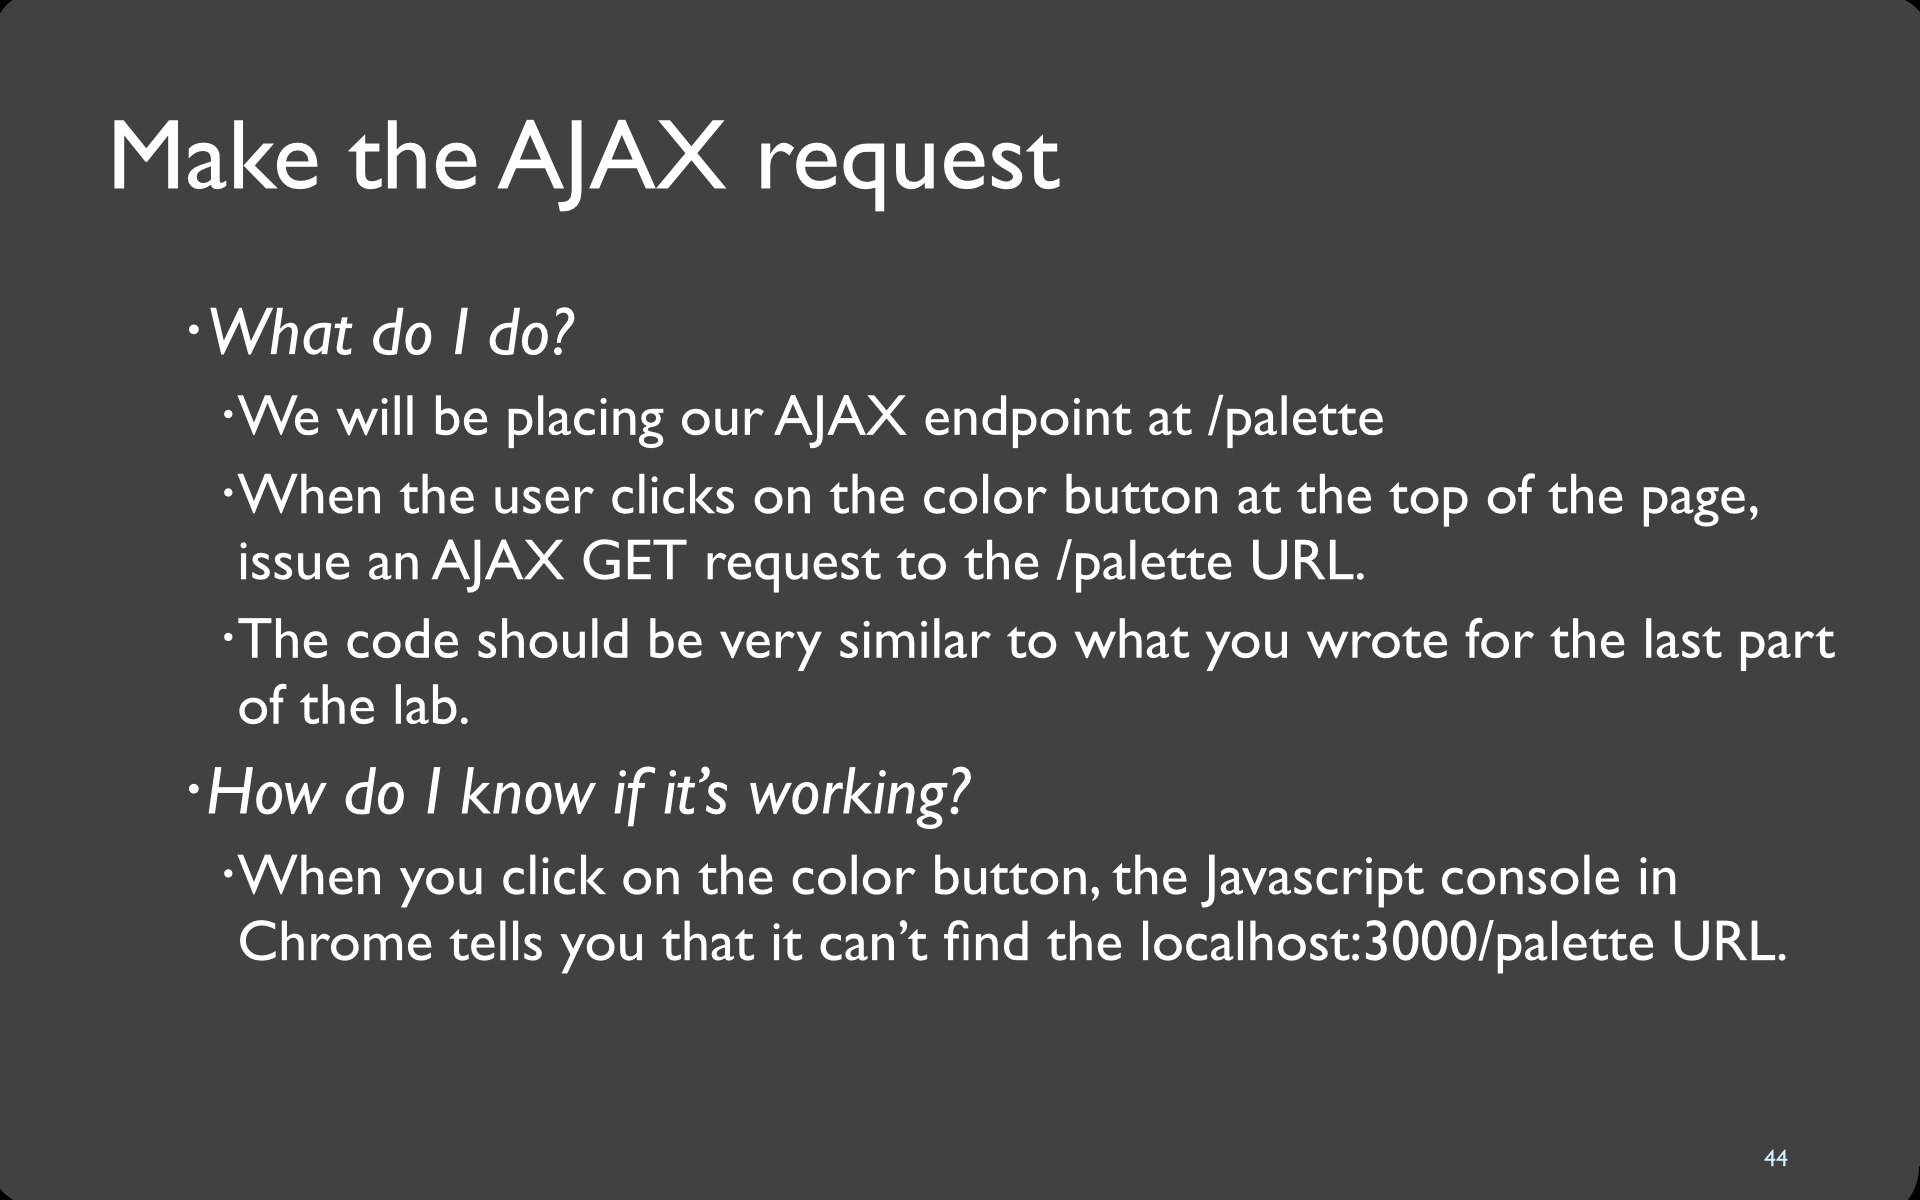 Make the AJAX request
•What do I do?
•We will be placing our AJAX endpoint at /palette
•When the user clicks on the color button at the top of the page,
issue an AJAX GET request to the /palette URL.
•The code should be very similar to what you wrote for the last part
of the lab.
•How do I know if it’s working?
•When you click on the color button, the Javascript console in
Chrome tells you that it can’t find the localhost:3000/palette URL.
44